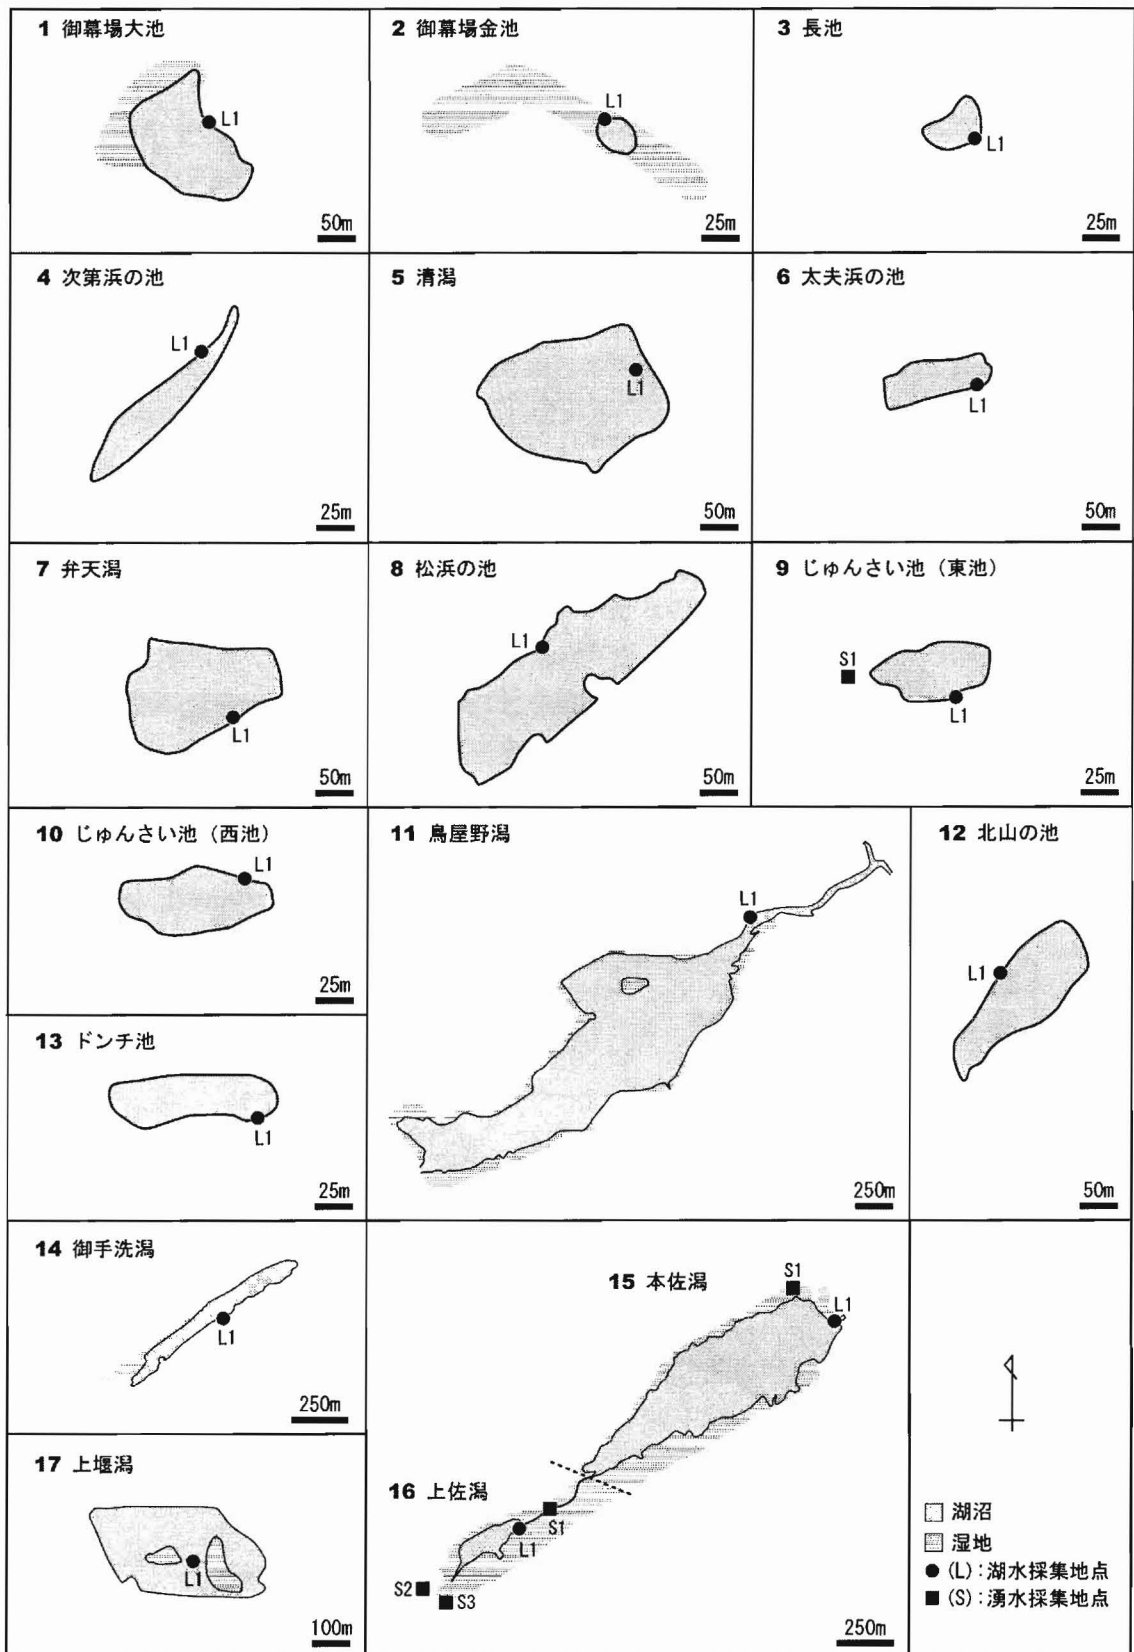 1 御幕場大池
L1
50m
2 御幕場金池
L1
25m
3 長池
L1
25m
4 次第浜の池
L1
25m
5 清潟
L1
50m
6 太夫浜の池
L1
50m
7 弁天潟
L1
50m
8 松浜の池
L1
50m
9 じゅんさい池（東池）
S1
L1
25m
10 じゅんさい池（西池）
L1
25m
11 鳥屋野潟
L1
250m
12 北山の池
L1
50m
13 ドンチ池
L1
25m
14 御手洗潟
L1
250m
15 本佐潟
S1
L1
16 上佐潟
S1
L1
S2
S3
250m
17 上堰潟
L1
100m
湖沼
湿地
(L)：湖水採集地点
(S)：湧水採集地点